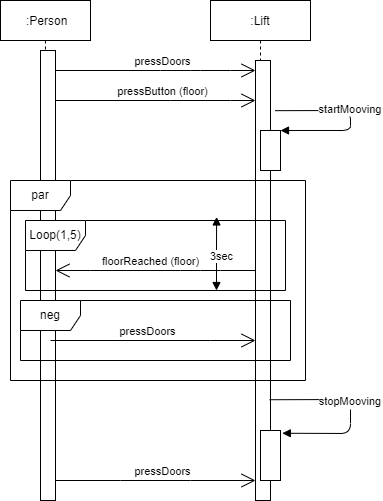 :Person
:Lift
pressDoors
pressButton (floor)
startMooving
par
Loop(1,5)
3sec
floorReached (floor)
neg
pressDoors
stopMooving
pressDoors